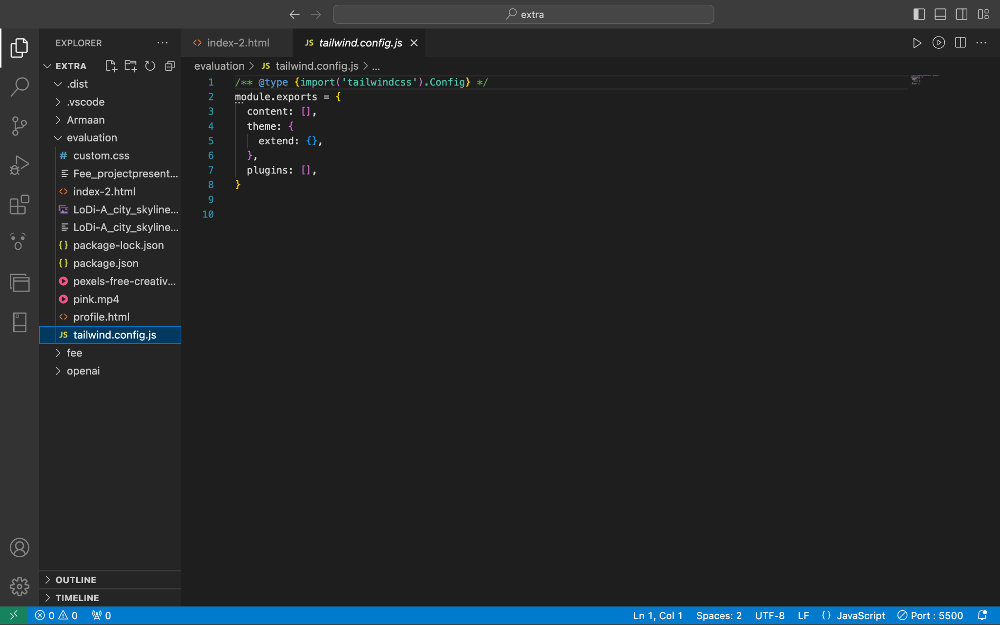 extra
EXPLORER
EXTRA
.dist
.vscode
Armaan
evaluation
custom.css
Fee_projectpresent...
index-2.html
LoDi-A_city_skyline...
LoDi-A_city_skyline...
package-lock.json
package.json
pexels-free-creativ...
pink.mp4
profile.html
JS tailwind.config.js
fee
openai
OUTLINE
TIMELINE
index-2.html
JS tailwind.config.js
evaluation > JS tailwind.config.js > ...
1 /** @type {import('tailwindcss').Config} */
2 module.exports = {
3 content: [],
4 theme: {
5 extend: {},
6 },
7 plugins: [],
8 }
9
10
0 0 0 Ln 1, Col 1 Spaces: 2 UTF-8 LF {} JavaScript Port : 5500